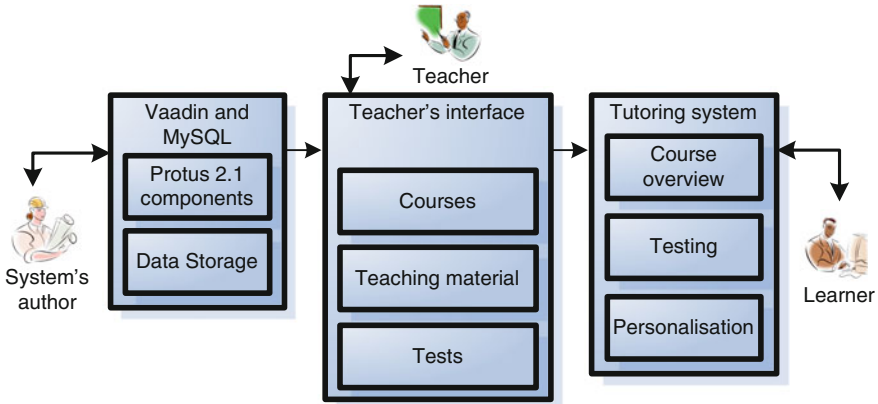 Teacher
Vaadin and
MySQL
Protus 2.1
components
Data Storage
System's
author
Teacher's interface
Courses
Teaching material
Tests
Tutoring system
Course
overview
Testing
Personalisation
Learner